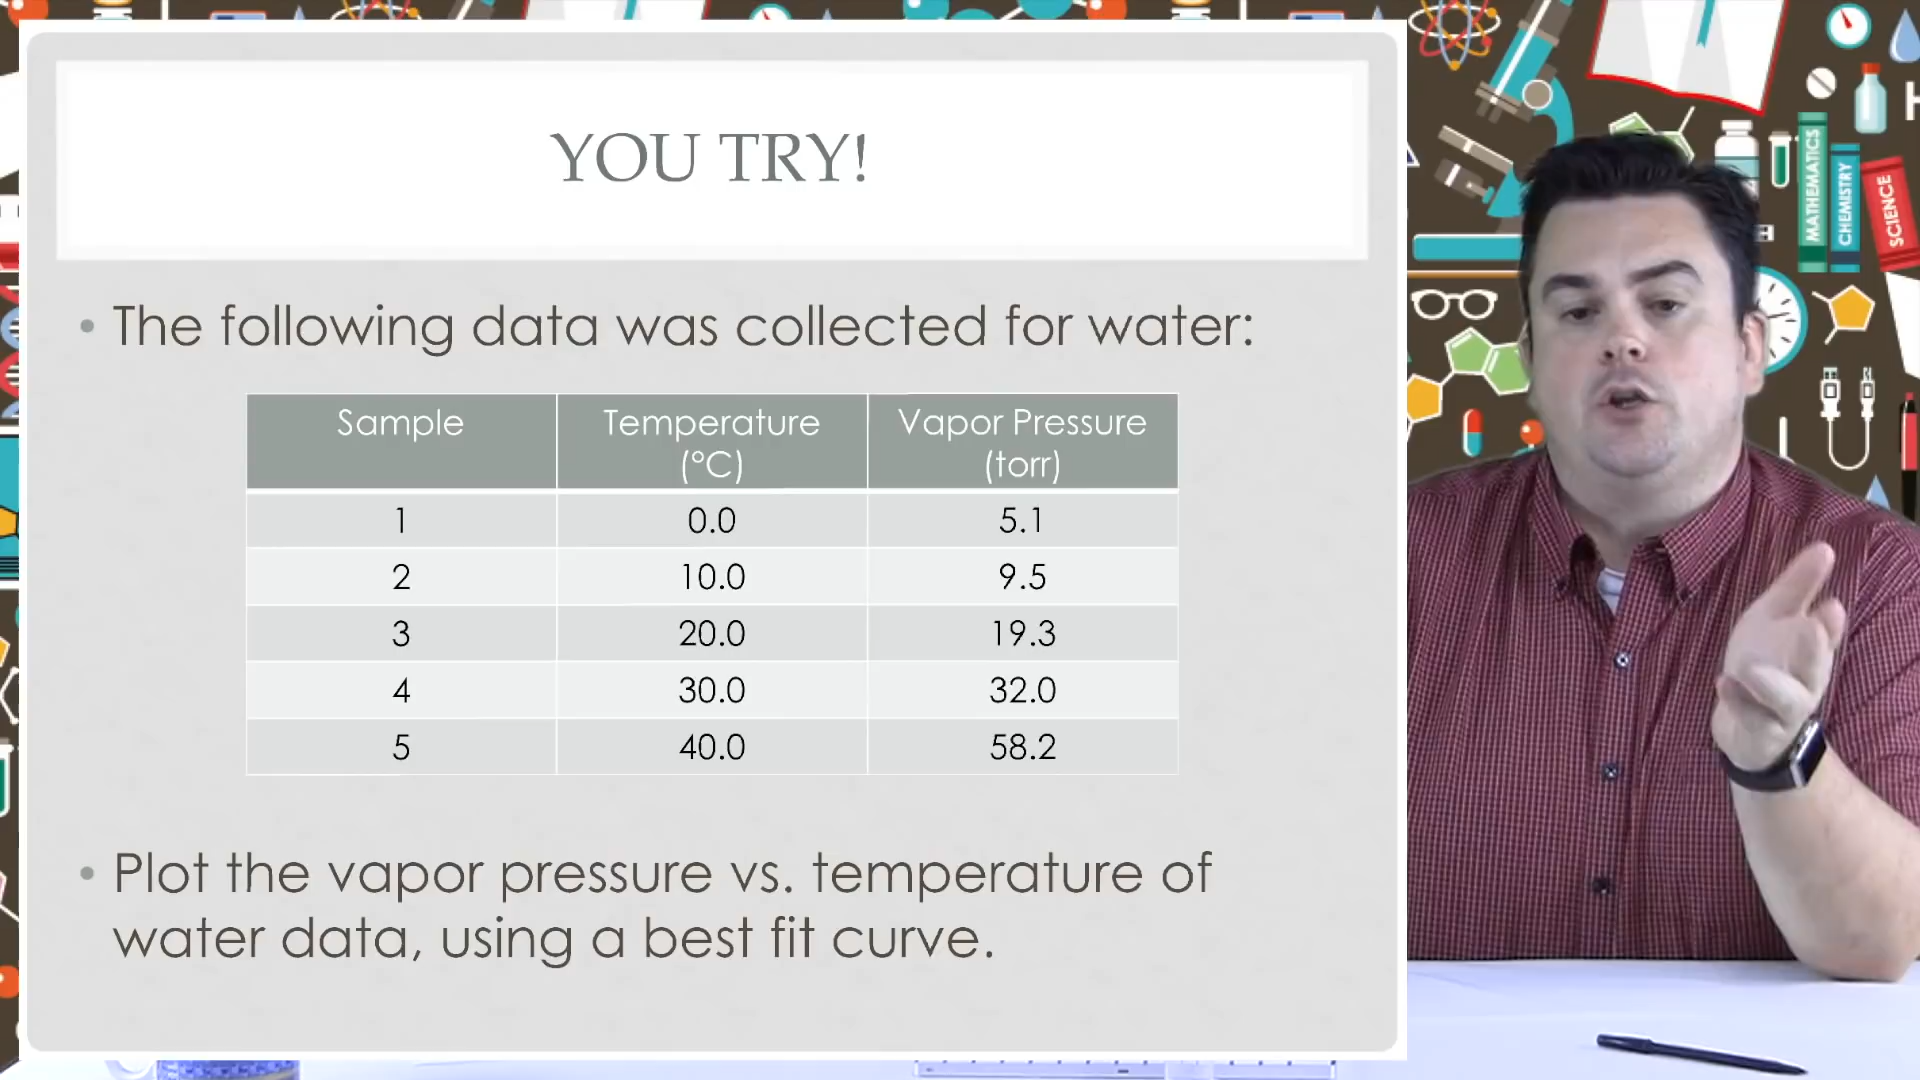 YOU TRY!
• The following data was collected for water:
Sample Temperature (°C) Vapor Pressure (torr)
1 0.0 5.1
2 10.0 9.5
3 20.0 19.3
4 30.0 32.0
5 40.0 58.2
• Plot the vapor pressure vs. temperature of
water data, using a best fit curve.
MATHEMATICS
CHEMISTRY
SCIENCE
H